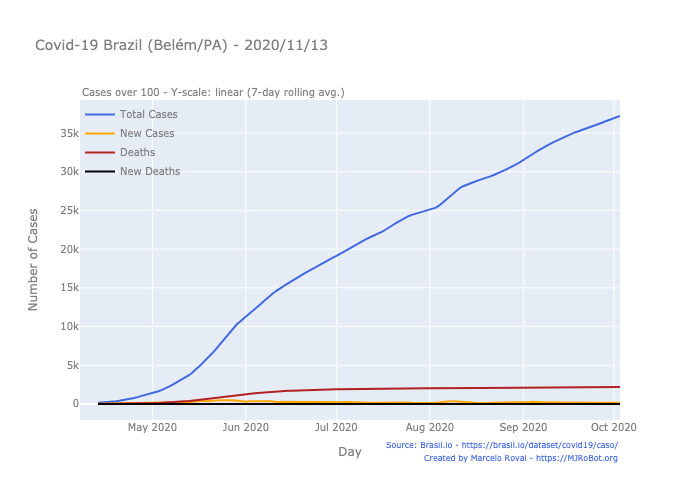 Covid-19 Brazil (Belém/PA) - 2020/11/13
Cases over 100 - Y-scale: linear (7-day rolling avg.)
Total Cases
New Cases
Deaths
New Deaths
Number of Cases
35k
30k
25k
20k
15k
10k
5k
0
May 2020
Jun 2020
Jul 2020
Aug 2020
Sep 2020
Oct 2020
Day
Source: Brasil.io - https://brasil.io/dataset/covid19/caso/
Created by Marcelo Rovai - https://MJRoBot.org